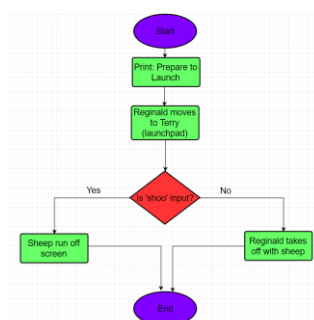 Start
Print: Prepare to
Launch
Reginald moves
to Terry
(launchpad)
Is 'shoo' input?
Yes
No
Sheep run off
screen
Reginald takes
off with sheep
End